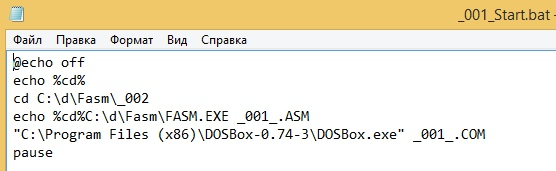 _001_Start.bat -
Файл Правка Формат Вид Справка
@echo off
echo %cd%
cd C:\d\Fasm\_002
echo %cd%C:\d\Fasm\FASM.EXE _001_.ASM
"C:\Program Files (x86)\DOSBox-0.74-3\DOSBox.exe" _001_.COM
pause